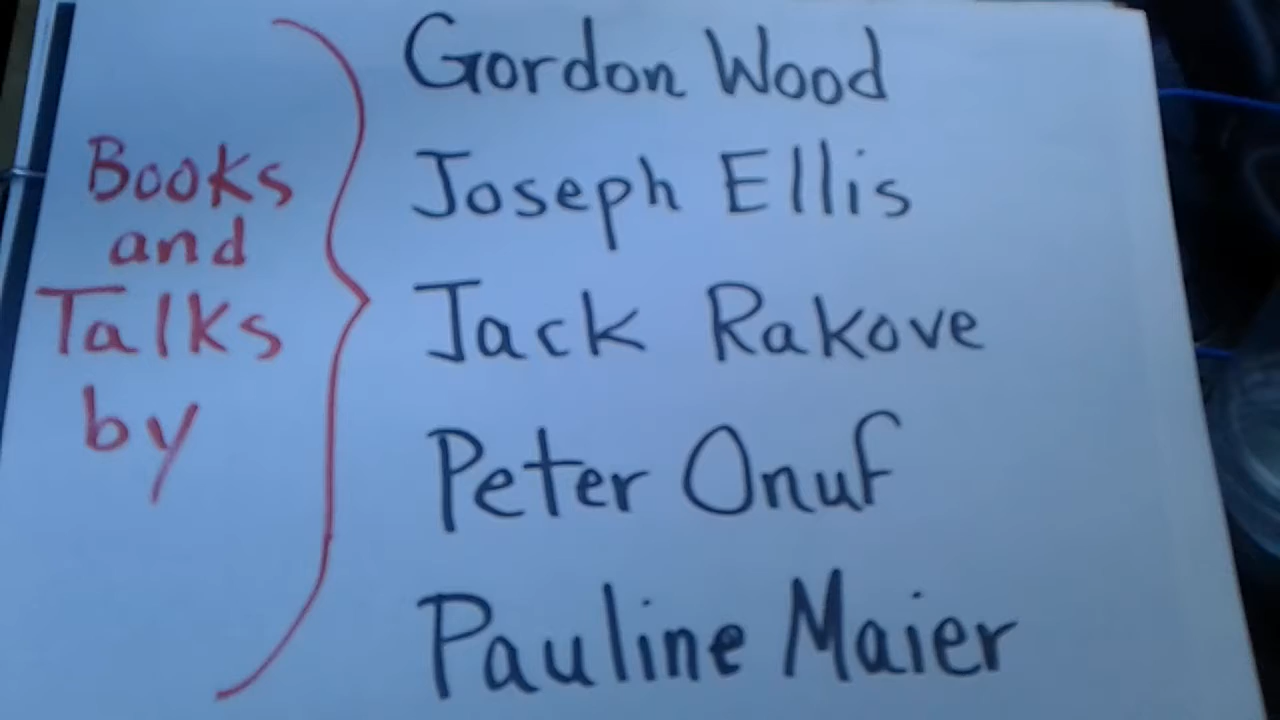 Books
and
Talks
by
Gordon Wood
Joseph Ellis
Jack Rakove
Peter Onuf
Pauline Maier